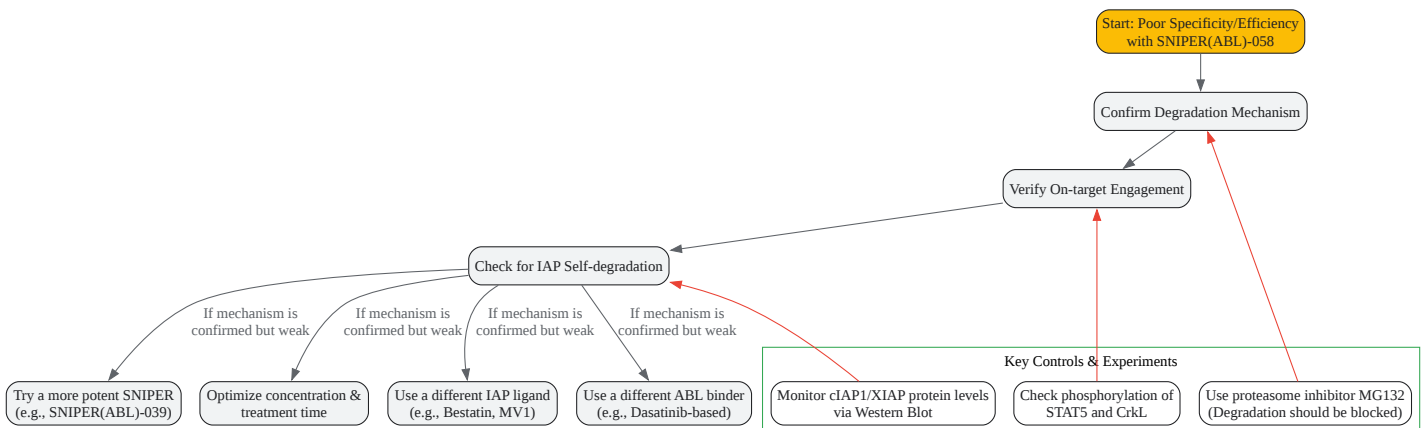 Start: Poor Specificity/Efficiency
with SNIPER(ABL)-058
Confirm Degradation Mechanism
Verify On-target Engagement
Check for IAP Self-degradation
If mechanism is
confirmed but weak
If mechanism is
confirmed but weak
If mechanism is
confirmed but weak
If mechanism is
confirmed but weak
Key Controls & Experiments
Try a more potent SNIPER
(e.g., SNIPER(ABL)-039)
Optimize concentration &
treatment time
Use a different IAP ligand
(e.g., Bestatin, MV1)
Use a different ABL binder
(e.g., Dasatinib-based)
Monitor cIAP1/XIAP protein levels
via Western Blot
Check phosphorylation of
STAT5 and CrkL
Use proteasome inhibitor MG132
(Degradation should be blocked)